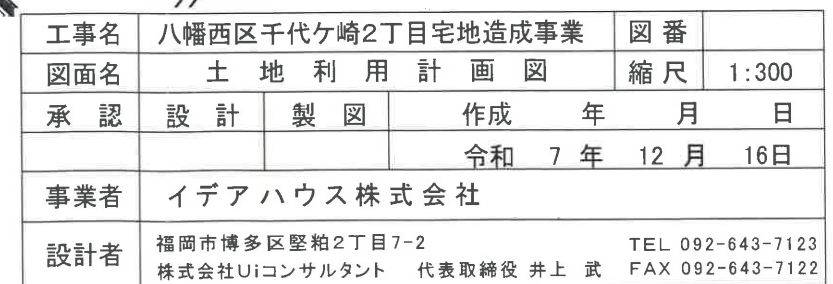 工事名 八幡西区千代ケ崎2丁目宅地造成事業 図番
図面名 土地利用計画図 縮尺 1:300
承認 設計 製図 作成 年 月 日
令和 7年 12月 16日
事業者 イデアハウス株式会社
設計者 福岡市博多区堅粕2丁目7-2 TEL 092-643-7123
株式会社Uiコンサルタント 代表取締役 井上 武 FAX 092-643-7122